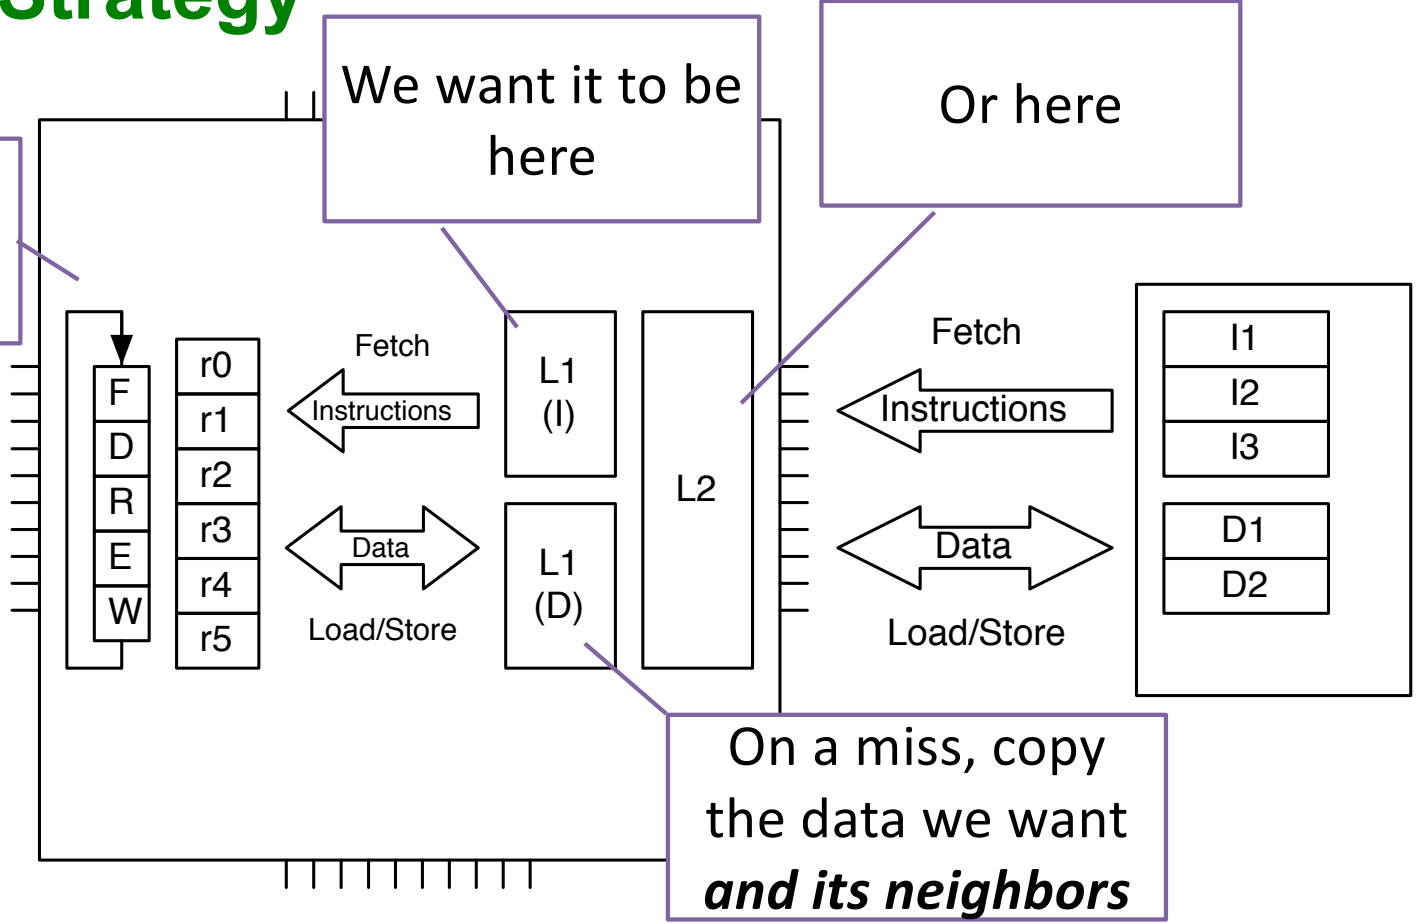 Strategy
We want it to be
here
Or here
Fetch
Instructions
Data
Load/Store
F
D
R
E
W
r0
r1
r2
r3
r4
r5
L1
(I)
L1
(D)
L2
Fetch
Instructions
Data
Load/Store
I1
I2
I3
D1
D2
On a miss, copy
the data we want
and its neighbors